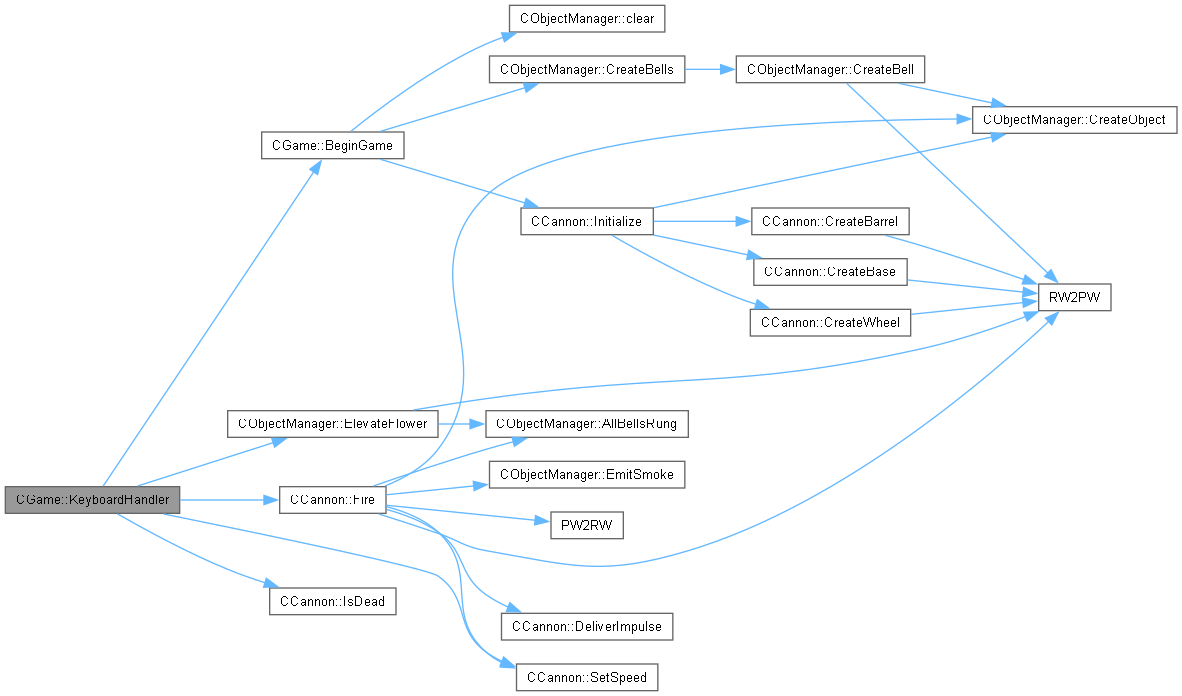 CObjectManager::clear
CObjectManager::CreateBells
CObjectManager::CreateBell
CObjectManager::CreateObject
CGame::BeginGame
CCannon::Initialize
CCannon::CreateBarrel
CCannon::CreateBase
RW2PW
CCannon::CreateWheel
CObjectManager::ElevateFlower
CObjectManager::AllBellsRung
CObjectManager::EmitSmoke
CGame::KeyboardHandler
CCannon::Fire
PW2RW
CCannon::IsDead
CCannon::DeliverImpulse
CCannon::SetSpeed